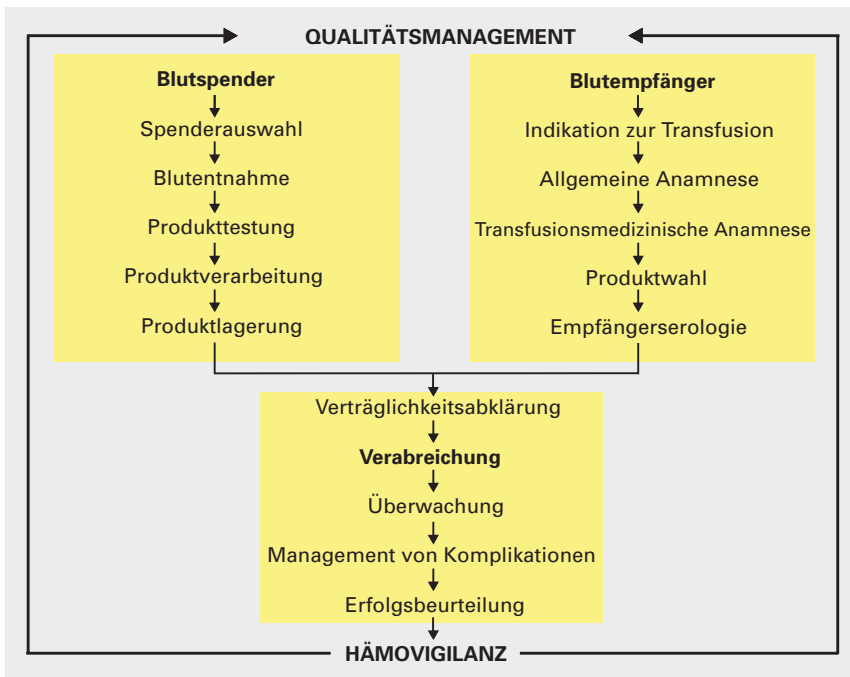 QUALITÄTSMANAGEMENT
Blutspender
Spenderauswahl
Blutentnahme
Produkttestung
Produktverarbeitung
Produktlagerung
Blutempfänger
Indikation zur Transfusion
Allgemeine Anamnese
Transfusionsmedizinische Anamnese
Produktwahl
Empfängerserologie
Verträglichkeitsabklärung
Verabreichung
Überwachung
Management von Komplikationen
Erfolgsbeurteilung
HÄMOVIGILANZ